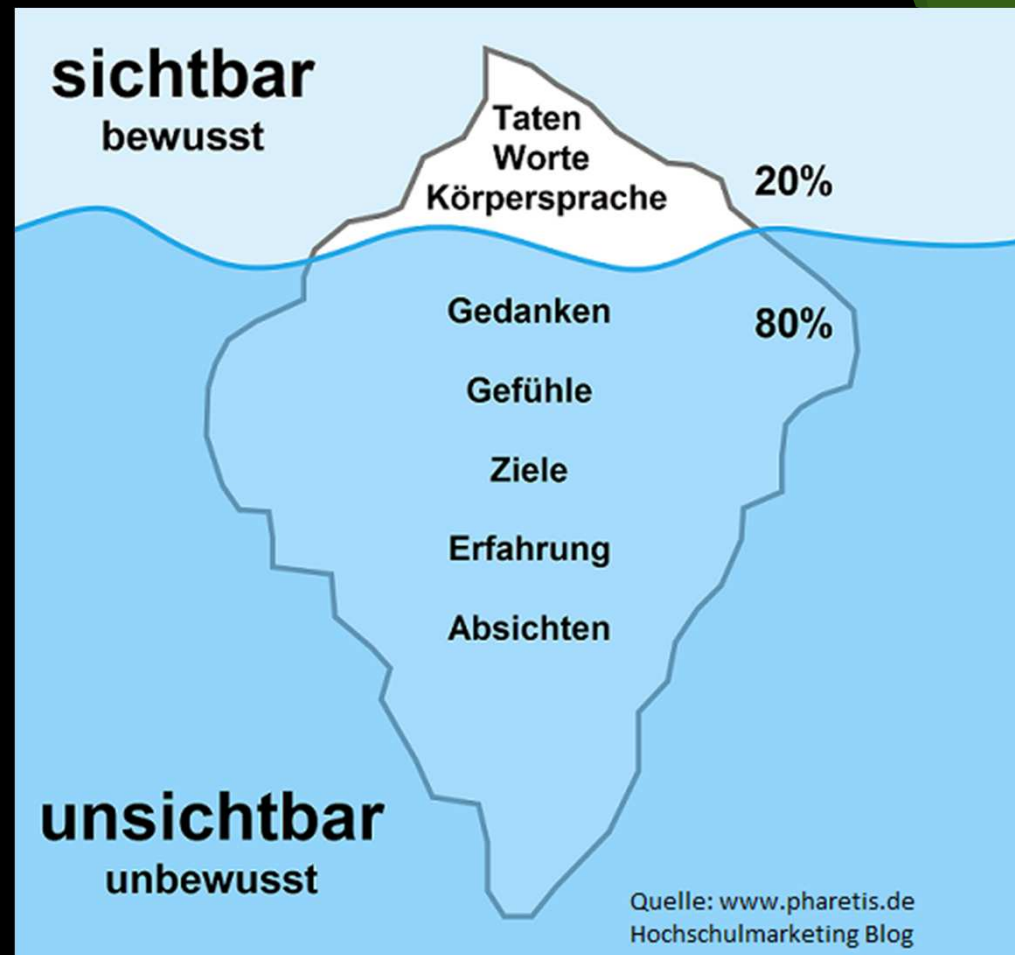 sichtbar
bewusst
Taten
Worte
Körpersprache
20%
Gedanken
80%
Gefühle
Ziele
Erfahrung
Absichten
unsichtbar
unbewusst
Quelle: www.pharetis.de
Hochschulmarketing Blog